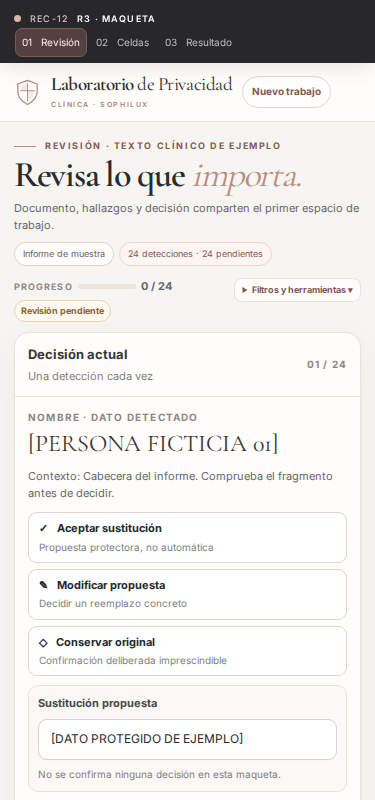 REC-12 R3 · MAQUETA
01 Revisión 02 Celdas 03 Resultado
Laboratorio de Privacidad
CLÍNICA · SOPHILUX
Nuevo trabajo
REVISIÓN · TEXTO CLÍNICO DE EJEMPLO
Revisa lo que importa.
Documento, hallazgos y decisión comparten el primer espacio de
trabajo.
Informe de muestra
24 detecciones · 24 pendientes
PROGRESO 0 / 24
▶ Filtros y herramientas ▾
Revisión pendiente
Decisión actual
Una detección cada vez
01 / 24
NOMBRE · DATO DETECTADO
[PERSONA FICTICIA 01]
Contexto: Cabecera del informe. Comprueba el fragmento
antes de decidir.
✓ Aceptar sustitución
Propuesta protectora, no automática
✎ Modificar propuesta
Decidir un reemplazo concreto
◇ Conservar original
Confirmación deliberada imprescindible
Sustitución propuesta
[DATO PROTEGIDO DE EJEMPLO]
No se confirma ninguna decisión en esta maqueta.